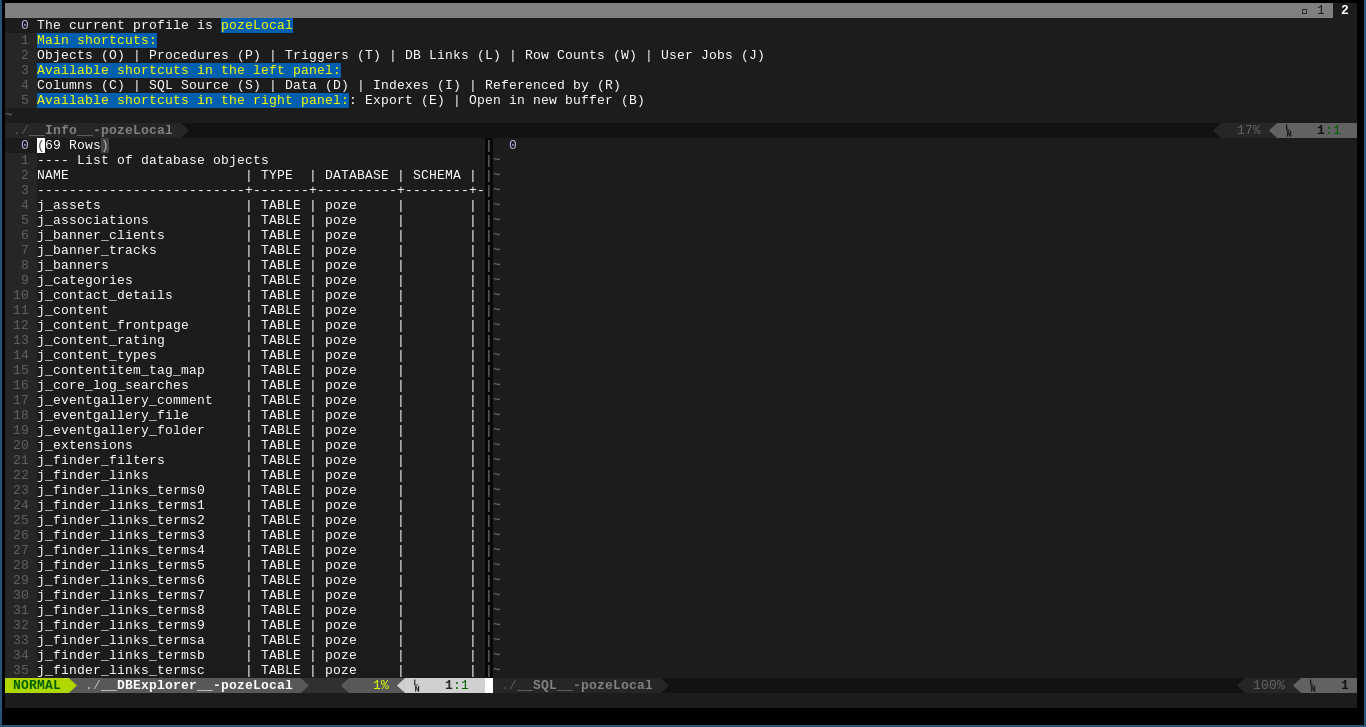 ▫ 1 2
0 The current profile is pozeLocal
1 Main shortcuts:
2 Objects (O) | Procedures (P) | Triggers (T) | DB Links (L) | Row Counts (W) | User Jobs (J)
3 Available shortcuts in the left panel:
4 Columns (C) | SQL Source (S) | Data (D) | Indexes (I) | Referenced by (R)
5 Available shortcuts in the right panel:: Export (E) | Open in new buffer (B)
~
./__Info__-pozeLocal 17% 1:1
0 (69 Rows) | 0
1 ---- List of database objects |~
2 NAME | TYPE | DATABASE | SCHEMA | |~
3 --------------------------+-------+----------+--------+-|~
4 j_assets | TABLE | poze | | |~
5 j_associations | TABLE | poze | | |~
6 j_banner_clients | TABLE | poze | | |~
7 j_banner_tracks | TABLE | poze | | |~
8 j_banners | TABLE | poze | | |~
9 j_categories | TABLE | poze | | |~
10 j_contact_details | TABLE | poze | | |~
11 j_content | TABLE | poze | | |~
12 j_content_frontpage | TABLE | poze | | |~
13 j_content_rating | TABLE | poze | | |~
14 j_content_types | TABLE | poze | | |~
15 j_contentitem_tag_map | TABLE | poze | | |~
16 j_core_log_searches | TABLE | poze | | |~
17 j_eventgallery_comment | TABLE | poze | | |~
18 j_eventgallery_file | TABLE | poze | | |~
19 j_eventgallery_folder | TABLE | poze | | |~
20 j_extensions | TABLE | poze | | |~
21 j_finder_filters | TABLE | poze | | |~
22 j_finder_links | TABLE | poze | | |~
23 j_finder_links_terms0 | TABLE | poze | | |~
24 j_finder_links_terms1 | TABLE | poze | | |~
25 j_finder_links_terms2 | TABLE | poze | | |~
26 j_finder_links_terms3 | TABLE | poze | | |~
27 j_finder_links_terms4 | TABLE | poze | | |~
28 j_finder_links_terms5 | TABLE | poze | | |~
29 j_finder_links_terms6 | TABLE | poze | | |~
30 j_finder_links_terms7 | TABLE | poze | | |~
31 j_finder_links_terms8 | TABLE | poze | | |~
32 j_finder_links_terms9 | TABLE | poze | | |~
33 j_finder_links_termsa | TABLE | poze | | |~
34 j_finder_links_termsb | TABLE | poze | | |~
35 j_finder_links_termsc | TABLE | poze | | |~
NORMAL ./__DBExplorer__-pozeLocal 1% 1:1 ./__SQL__-pozeLocal 100% 1